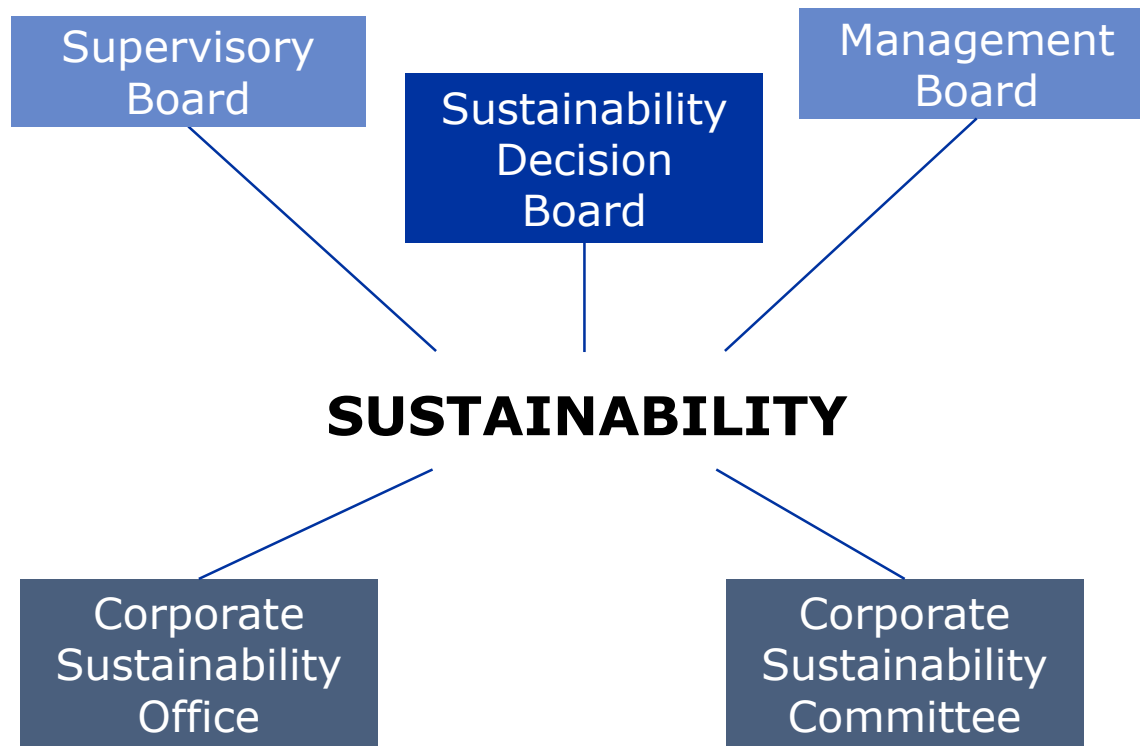 Supervisory
Board
Sustainability
Decision
Board
Management
Board
SUSTAINABILITY
Corporate
Sustainability
Office
Corporate
Sustainability
Committee